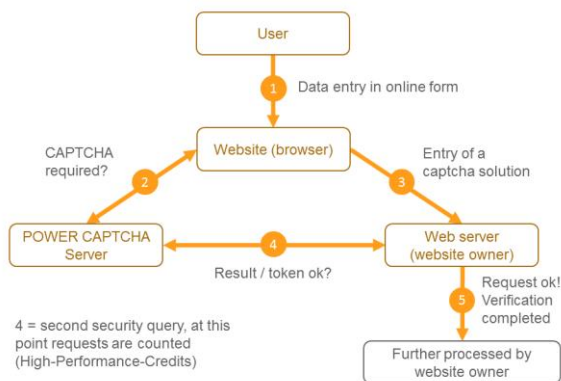 User
1
Data entry in online form
Website (browser)
CAPTCHA
required?
2
3
Entry of a
captcha solution
POWER CAPTCHA
Server
4
Result / token ok?
Web server
(website owner)
5
Request ok!
Verification
completed
4 = second security query, at this
point requests are counted
(High-Performance-Credits)
Further processed by
website owner